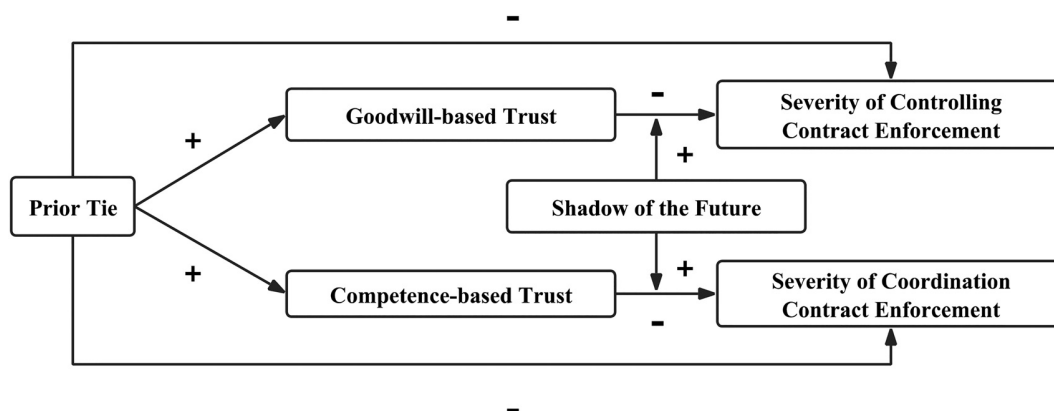 -
Severity of Controlling
Contract Enforcement
-
Goodwill-based Trust
+
+
Prior Tie
Shadow of the Future
+
+
Severity of Coordination
Contract Enforcement
Competence-based Trust
-
-